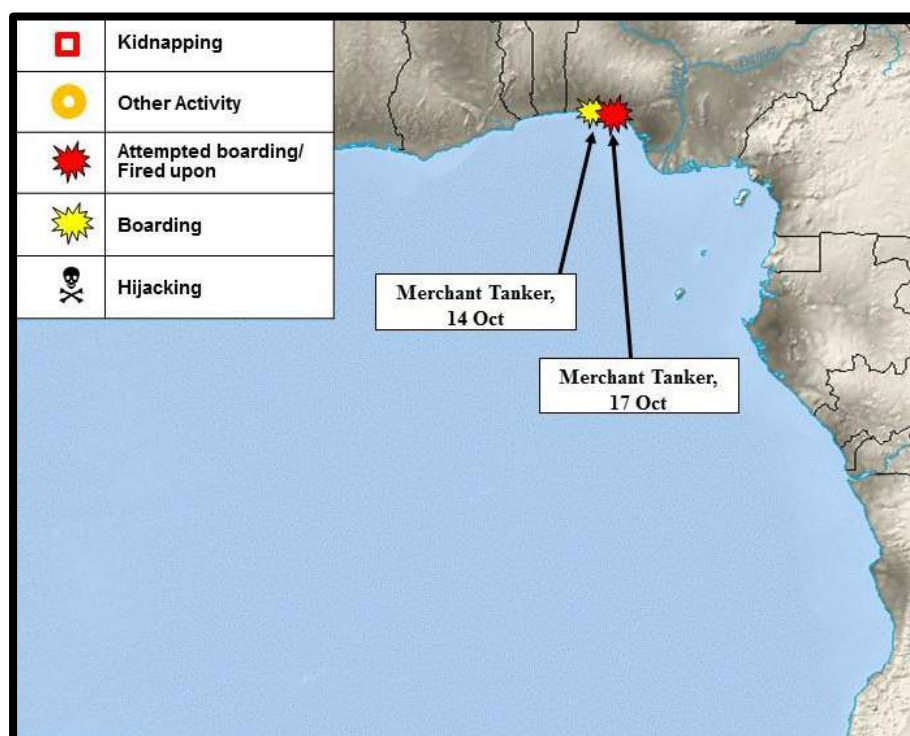 Kidnapping
Other Activity
Attempted boarding/
Fired upon
Boarding
Hijacking
Merchant Tanker,
14 Oct
Merchant Tanker,
17 Oct